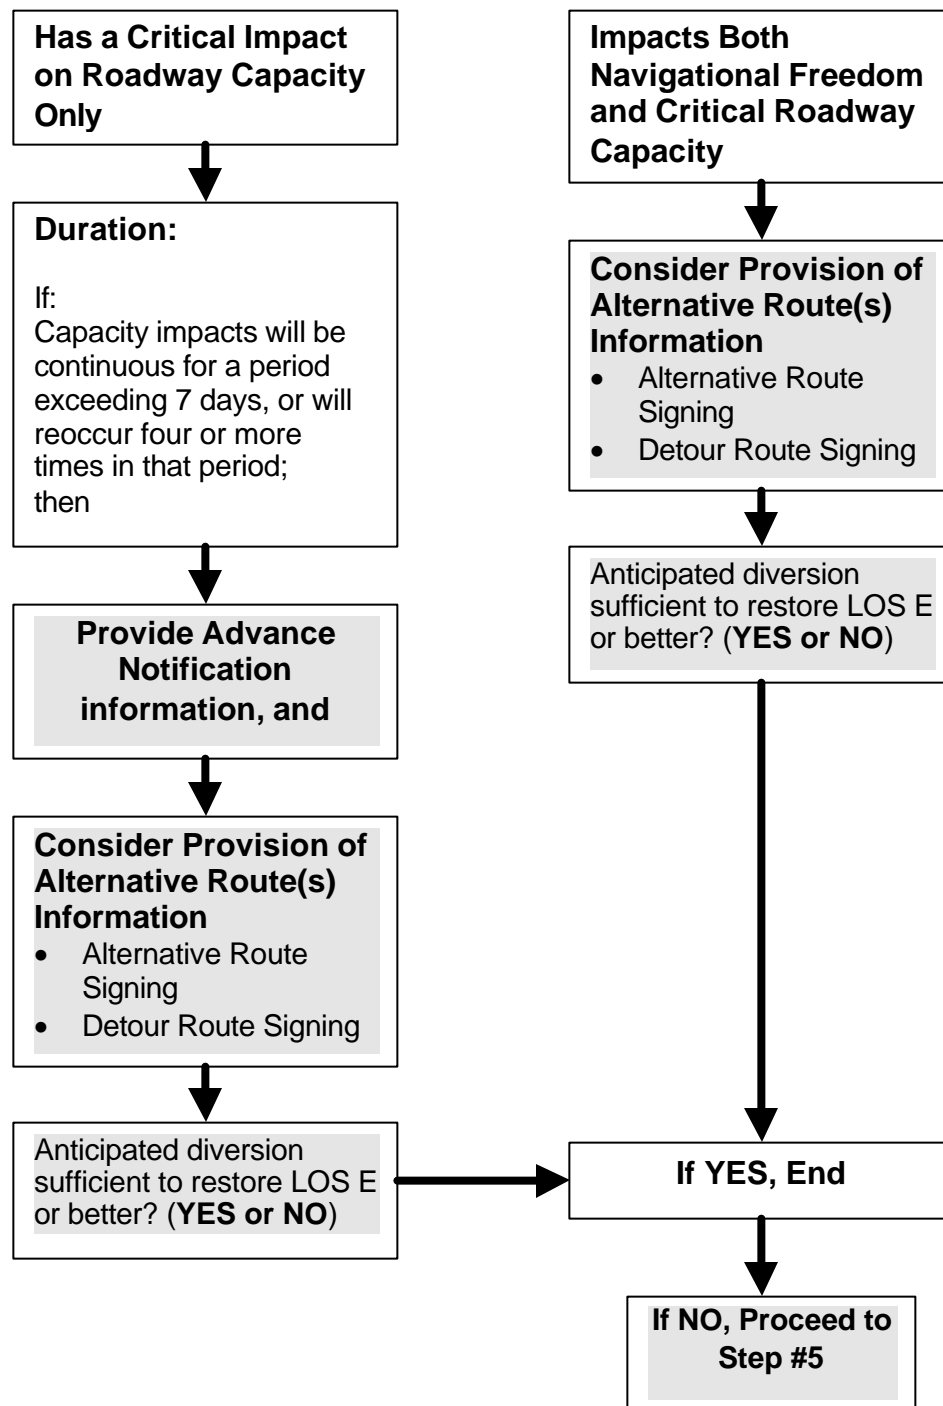 Has a Critical Impact
on Roadway Capacity
Only
Duration:
If:
Capacity impacts will be
continuous for a period
exceeding 7 days, or will
reoccur four or more
times in that period;
then
Provide Advance
Notification
information, and
Consider Provision of
Alternative Route(s)
Information
• Alternative Route
Signing
• Detour Route Signing
Anticipated diversion
sufficient to restore LOS E
or better? (YES or NO)
Impacts Both
Navigational Freedom
and Critical Roadway
Capacity
Consider Provision of
Alternative Route(s)
Information
• Alternative Route
Signing
• Detour Route Signing
Anticipated diversion
sufficient to restore LOS E
or better? (YES or NO)
If YES, End
If NO, Proceed to
Step #5